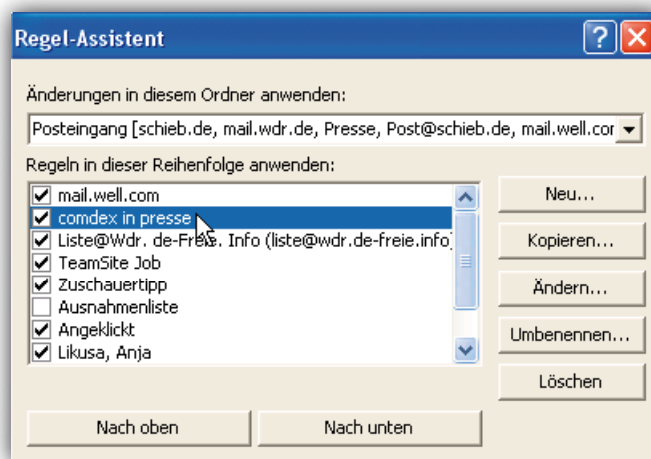 Regel-Assistent
Änderungen in diesem Ordner anwenden:
Posteingang [schieb.de, mail.wdr.de, Presse, Post@schieb.de, mail.well.cor
Regeln in dieser Reihenfolge anwenden:
mail.well.com
comdex in presse
Liste@Wdr. de-Freie. Info (liste@wdr.de-freie.info)
TeamSite Job
Zuschauertipp
Ausnahmenliste
Angeklickt
Likusa, Anja
Neu...
Kopieren...
Ändern...
Umbenennen...
Löschen
Nach oben
Nach unten